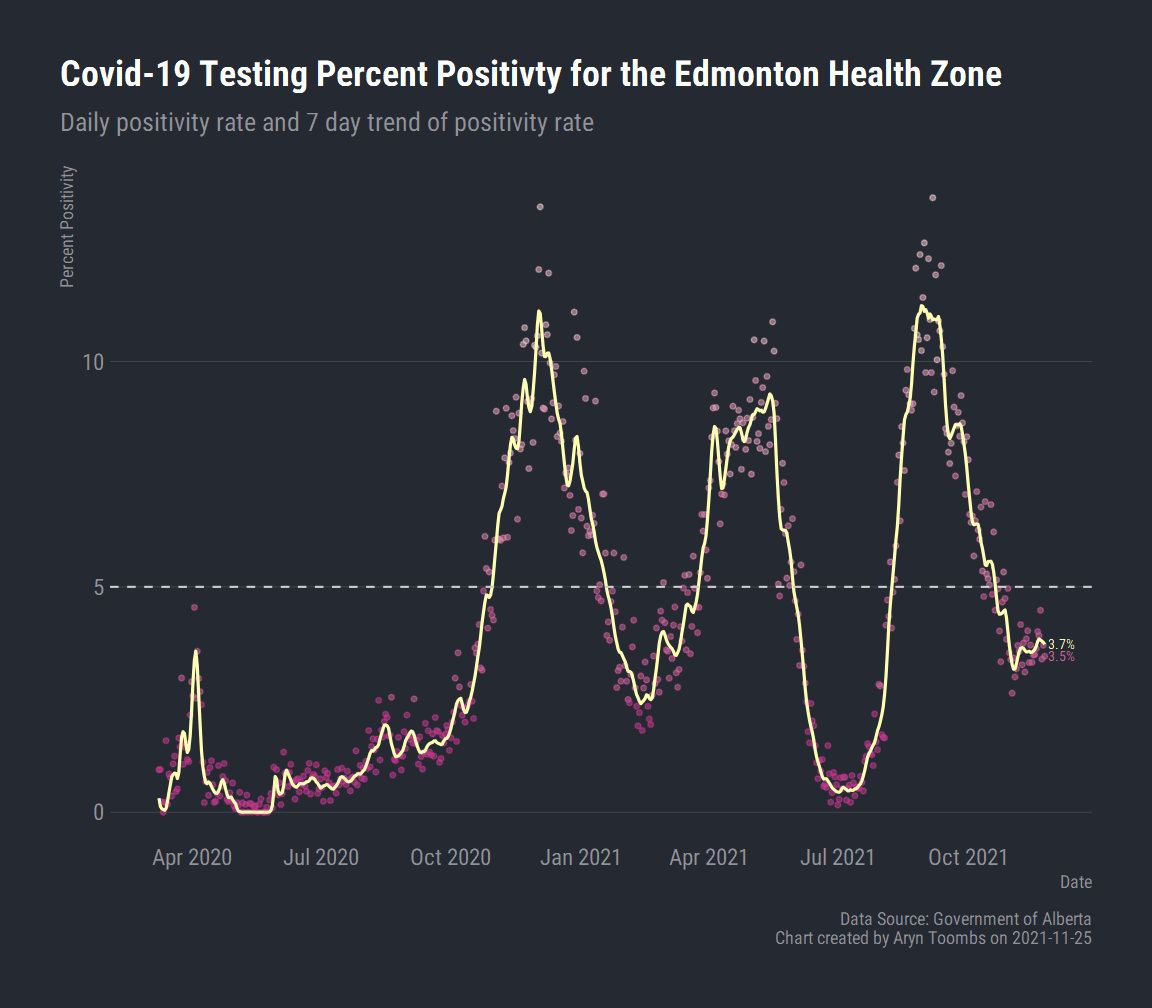 Covid-19 Testing Percent Positivty for the Edmonton Health Zone
Daily positivity rate and 7 day trend of positivity rate
Percent Positivity
10
5
0
3.7%
3.5%
Apr 2020 Jul 2020 Oct 2020 Jan 2021 Apr 2021 Jul 2021 Oct 2021
Date
Data Source: Government of Alberta
Chart created by Aryn Toombs on 2021-11-25